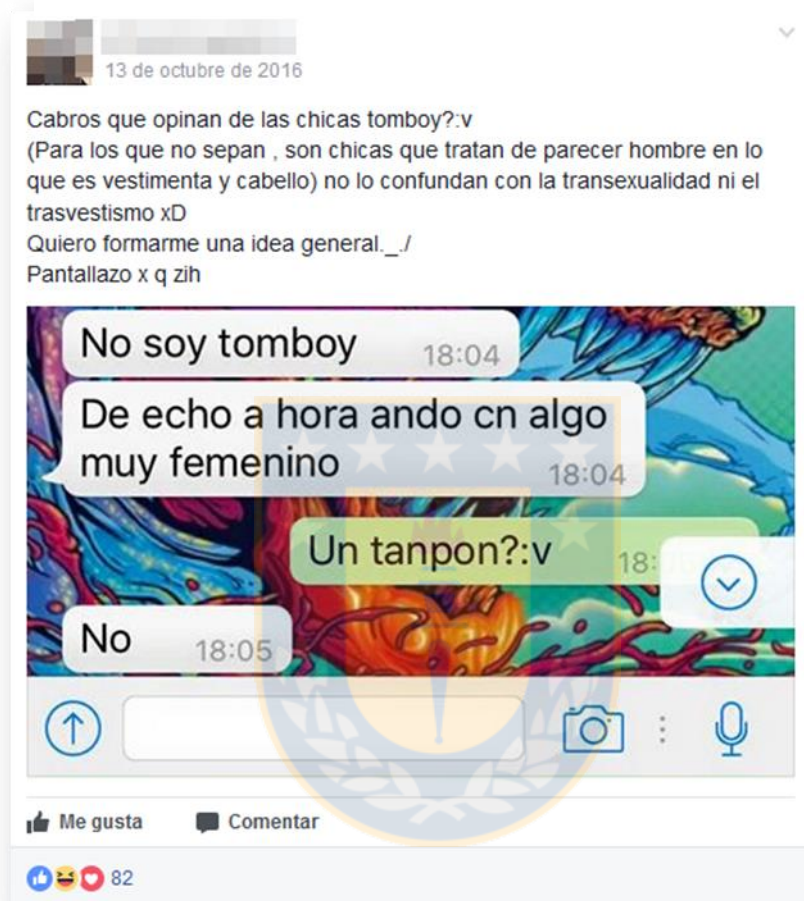 13 de octubre de 2016
Cabros que opinan de las chicas tomboy?:v
(Para los que no sepan , son chicas que tratan de parecer hombre en lo
que es vestimenta y cabello) no lo confundan con la transexualidad ni el
trasvestismo xD
Quiero formarme una idea general._./
Pantallazo x q zih
No soy tomboy 18:04
De echo a hora ando cn algo
muy femenino 18:04
Un tanpon?:v
No 18:05
Me gusta Comentar
82